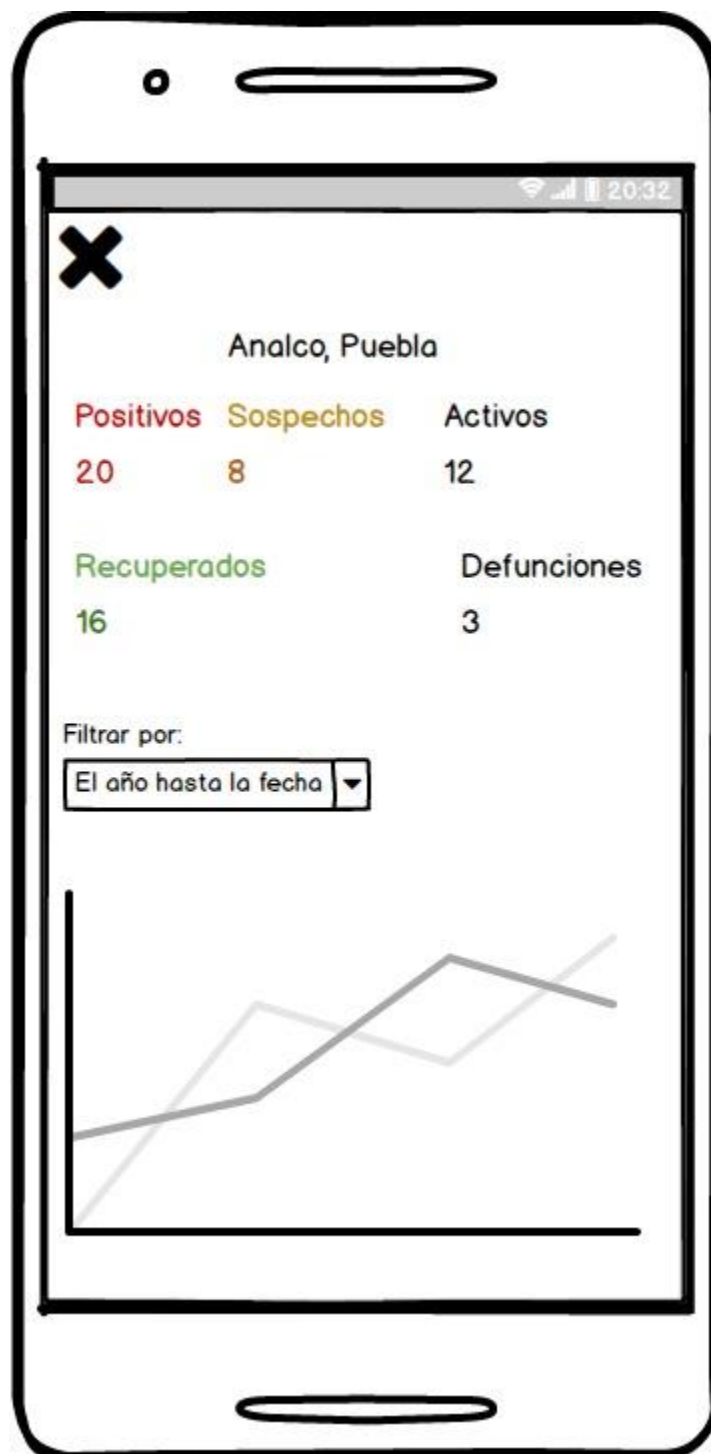 20:32
Analco, Puebla
Positivos Sospechos Activos
20 8 12
Recuperados Defunciones
16 3
Filtrar por:
El año hasta la fecha